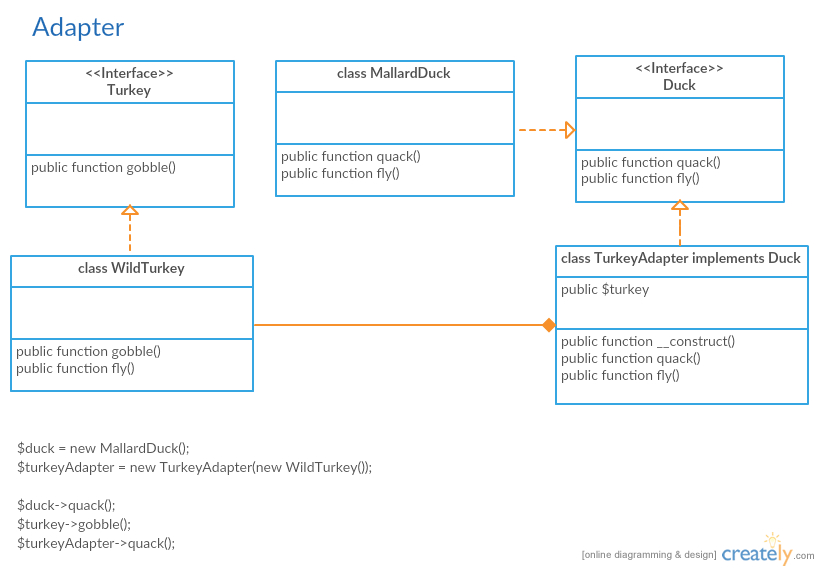 Adapter
<<Interface>>
Turkey
public function gobble()
class MallardDuck
public function quack()
public function fly()
<<Interface>>
Duck
public function quack()
public function fly()
class WildTurkey
public function gobble()
public function fly()
class TurkeyAdapter implements Duck
public $turkey
public function __construct()
public function quack()
public function fly()
$duck = new MallardDuck();
$turkeyAdapter = new TurkeyAdapter(new WildTurkey());
$duck->quack();
$turkey->gobble();
$turkeyAdapter->quack();
[online diagramming & design] creately.com